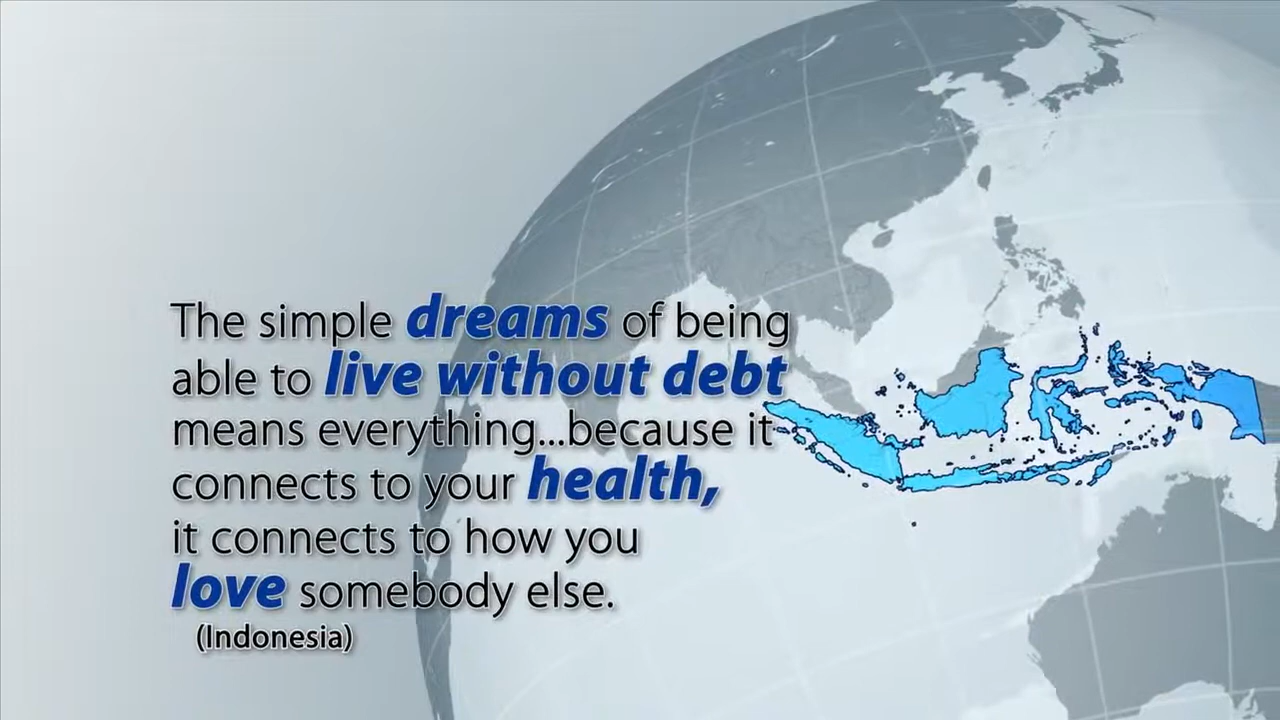 The simple dreams of being
able to live without debt
means everything...because it
connects to your health,
it connects to how you
love somebody else.
(Indonesia)